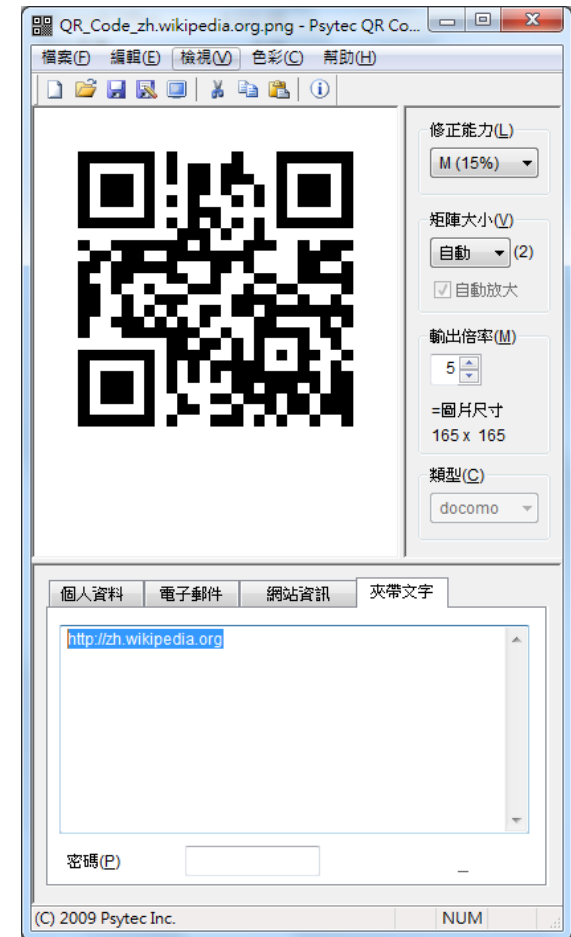 QR_Code_zh.wikipedia.org.png - Psytec QR Co...
檔案(F) 編輯(E) 檢視(V) 色彩(C) 幫助(H)
修正能力(L)
M (15%)
矩陣大小(V)
自動 (2)
自動放大
輸出倍率(M)
5
=圖片尺寸
165 x 165
類型(C)
docomo
個人資料 電子郵件 網站資訊 夾帶文字
http://zh.wikipedia.org
密碼(P)
(C) 2009 Psytec Inc. NUM